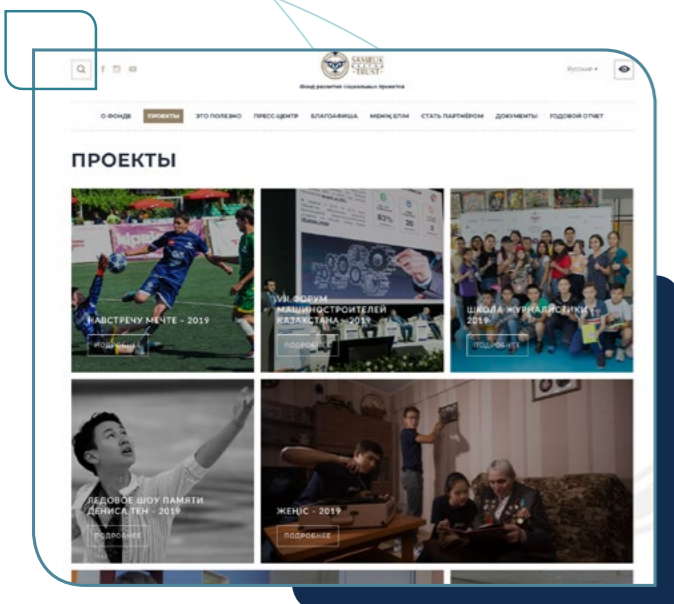 SAMRUK
KAZYNA
TRUST
Фонд развития социальных проектов
Русский
О ФОНДЕ ПРОЕКТЫ ЭТО ПОЛЕЗНО ПРЕСС-ЦЕНТР БЛАГОАФИША МЕНІҢ ЕЛІМ СТАТЬ ПАРТНЁРОМ ДОКУМЕНТЫ ГОДОВОЙ ОТЧЕТ
ПРОЕКТЫ
НАВСТРЕЧУ МЕЧТЕ - 2019
ПОДРОБНЕЕ
83%
VII ФОРУМ
МАШИНОСТРОИТЕЛЕЙ
КАЗАХСТАНА - 2019
ПОДРОБНЕЕ
ШКОЛА ЖУРНАЛИСТИКИ
2019
ПОДРОБНЕЕ
ЛЕДОВОЕ ШОУ ПАМЯТИ
ДЕНИСА ТЕН - 2019
ПОДРОБНЕЕ
ЖЕҢІС - 2019
ПОДРОБНЕЕ